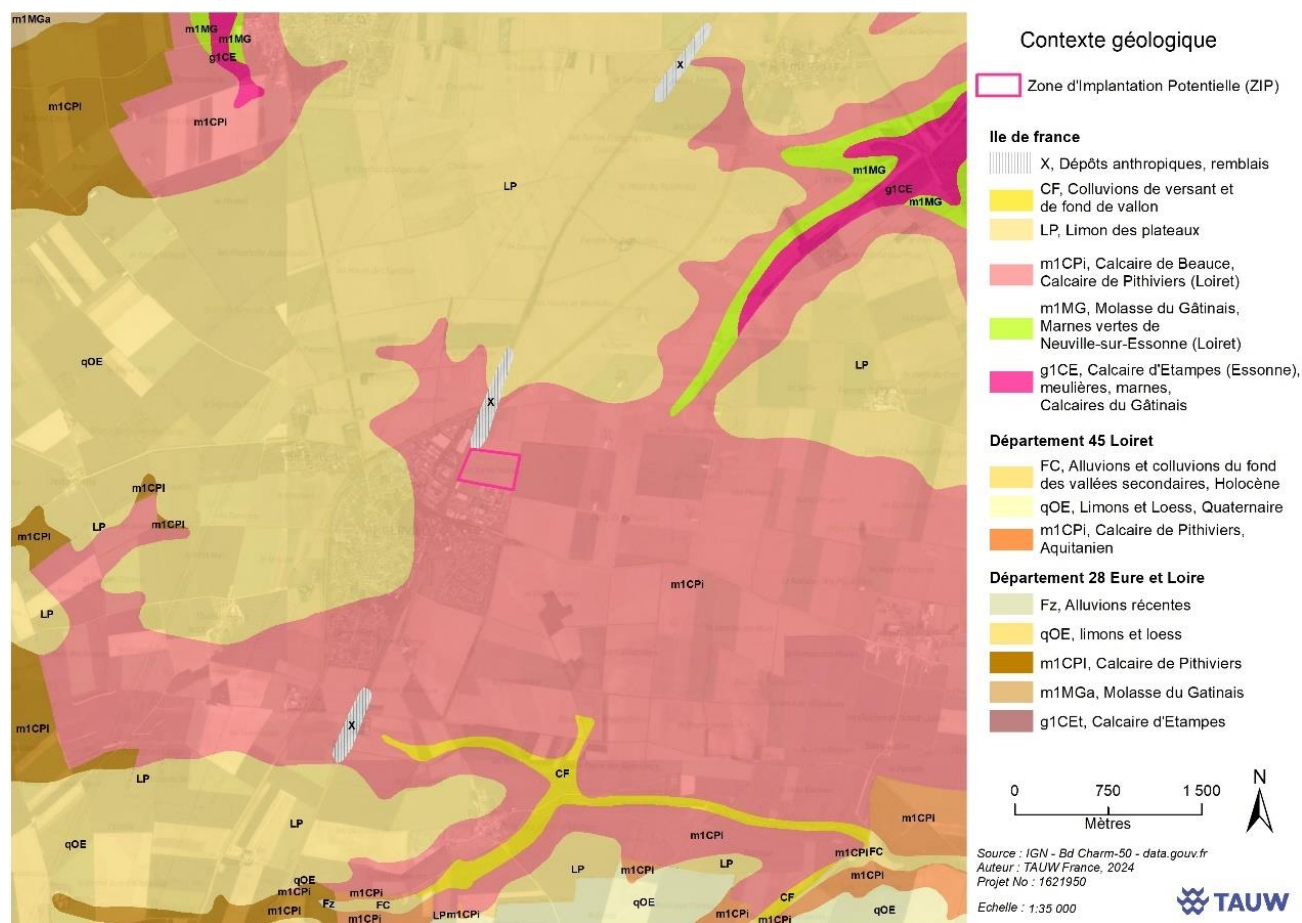 m1MGa
m1MG
m1MG
g1CE
X
m1CPI
m1CPi
LP
m1MG
g1CE
m1MG
qOE
LP
X
m1CPI
LP
m1CPI
m1CPI
m1CPi
LP
X
m1CPI
LP
CF
m1CPI
LP
m1CPi
qOE
m1CPi
FC
LP
m1CPi
LP
m1CPi
qOE
m1CPi
m1CPi
Fz
FC
CF
m1CPI
m1CPi
LP
m1CPi
m1CPi
qOE
qOE
Contexte géologique
Zone d'Implantation Potentielle (ZIP)
Ile de france
X, Dépôts anthropiques, remblais
CF, Colluvions de versant et
de fond de vallon
LP, Limon des plateaux
m1CPi, Calcaire de Beauce,
Calcaire de Pithiviers (Loiret)
m1MG, Molasse du Gâtinais,
Marnes vertes de
Neuville-sur-Essonne (Loiret)
g1CE, Calcaire d'Etampes (Essonne),
meulières, marnes,
Calcaires du Gâtinais
Département 45 Loiret
FC, Alluvions et colluvions du fond
des vallées secondaires, Holocène
qOE, Limons et Loess, Quaternaire
m1CPi, Calcaire de Pithiviers,
Aquitanien
Département 28 Eure et Loire
Fz, Alluvions récentes
qOE, limons et loess
m1CPI, Calcaire de Pithiviers
m1MGa, Molasse du Gatinais
g1CEt, Calcaire d'Etampes
0 750 1 500
Mètres
N
Source : IGN - Bd Charm-50 - data.gouv.fr
Auteur : TAUW France, 2024
Projet No : 1621950
Echelle : 1:35 000
TAUW